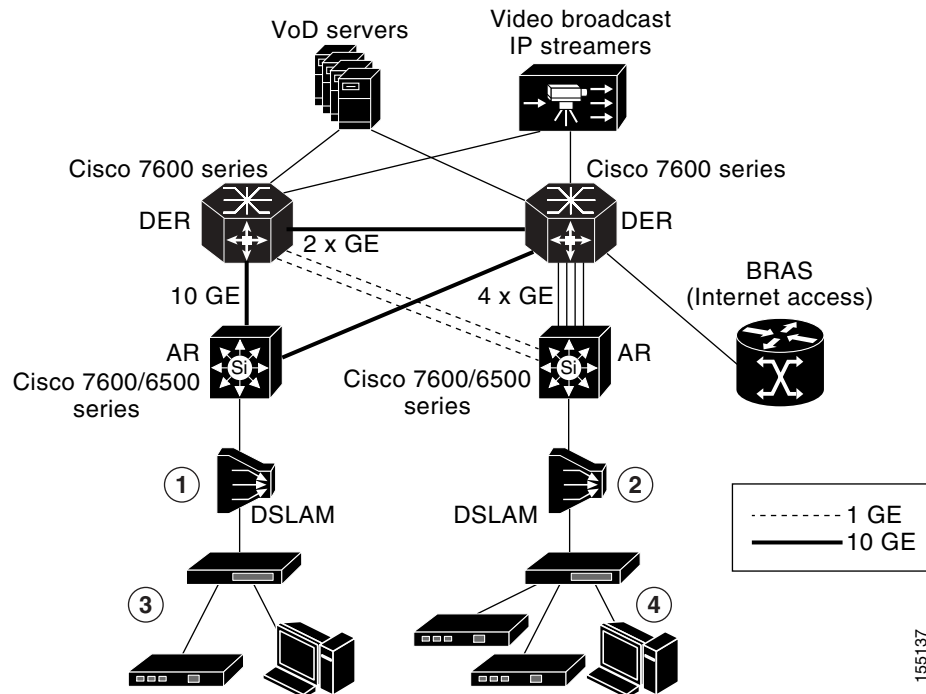 VoD servers
Video broadcast
IP streamers
Cisco 7600 series
Cisco 7600 series
DER
DER
2 x GE
10 GE
4 x GE
BRAS
(Internet access)
AR
Si
Cisco 7600/6500
series
Si
AR
Cisco 7600/6500
series
1
DSLAM
2
DSLAM
1 GE
10 GE
3
4
155137